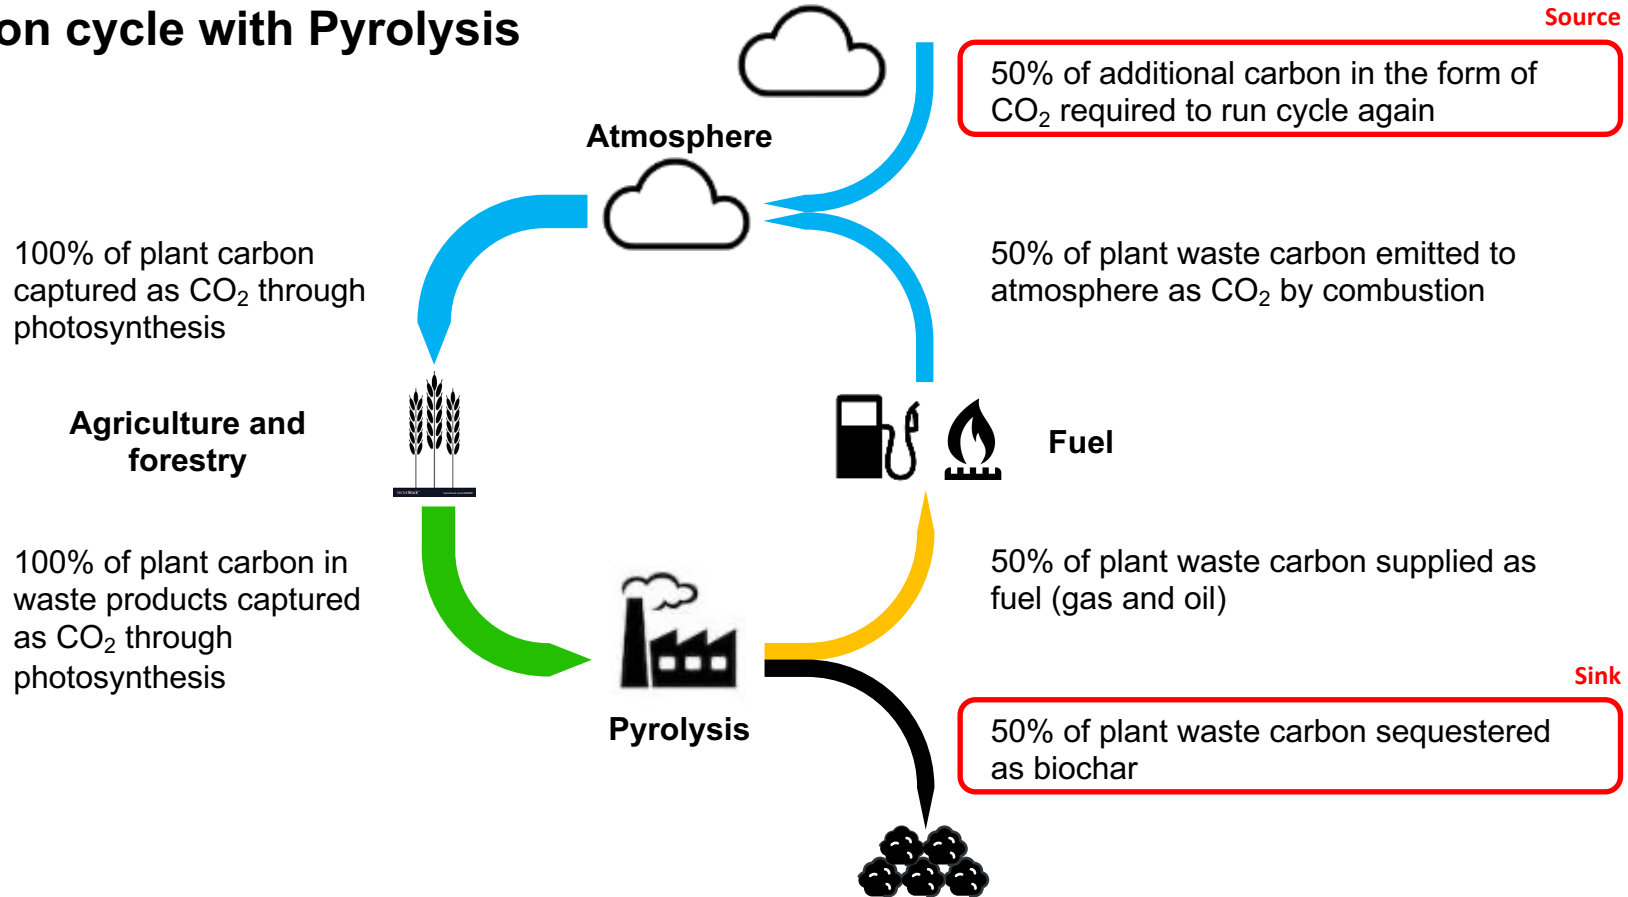 on cycle with Pyrolysis
Source
50% of additional carbon in the form of
CO₂ required to run cycle again
Atmosphere
100% of plant carbon
captured as CO₂ through
photosynthesis
50% of plant waste carbon emitted to
atmosphere as CO₂ by combustion
Agriculture and
forestry
Fuel
100% of plant carbon in
waste products captured
as CO₂ through
photosynthesis
50% of plant waste carbon supplied as
fuel (gas and oil)
Pyrolysis
Sink
50% of plant waste carbon sequestered
as biochar